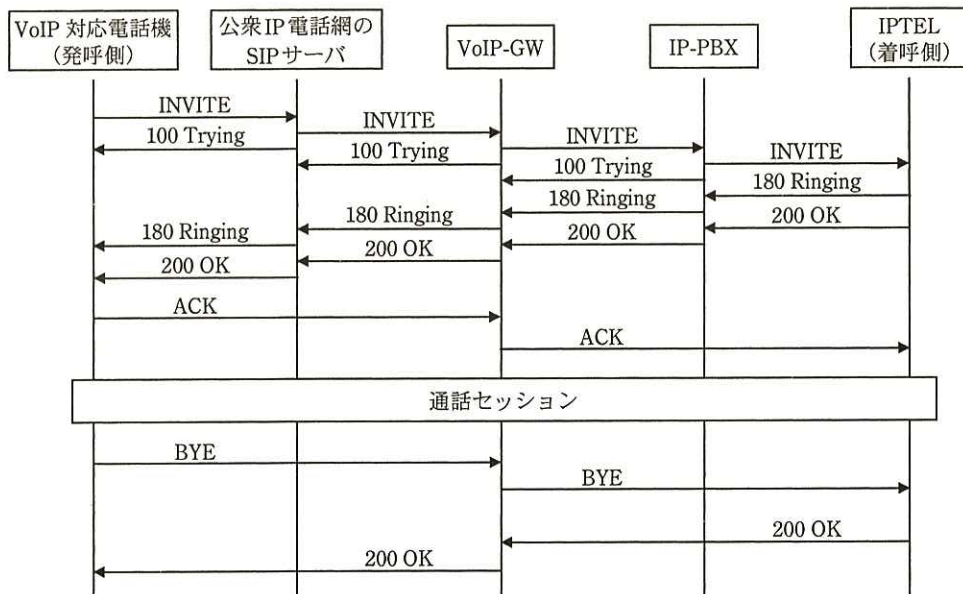 VoIP 対応電話機
(発呼側)
公衆IP電話網の
SIPサーバ
VoIP-GW
IP-PBX
IPTEL
(着呼側)
INVITE
INVITE
100 Trying
INVITE
100 Trying
INVITE
100 Trying
180 Ringing
180 Ringing
180 Ringing
200 OK
180 Ringing
200 OK
200 OK
200 OK
ACK
ACK
通話セッション
BYE
BYE
200 OK
200 OK